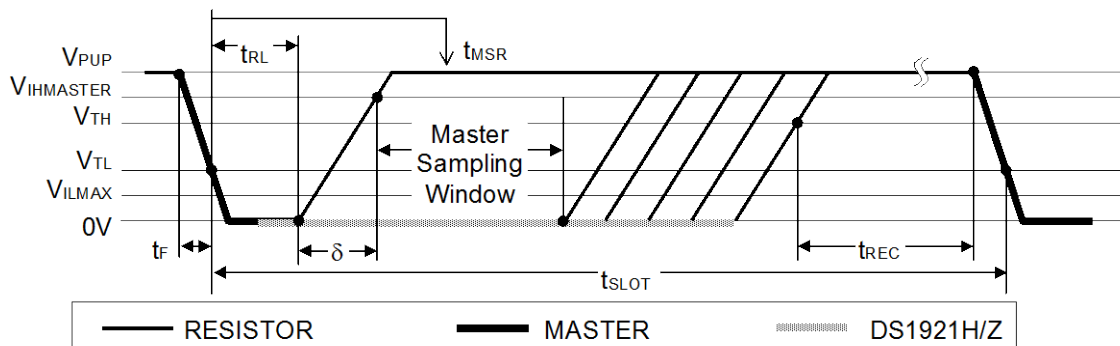 VPUP
VIHMASTER
VTH
VTL
VILMAX
0V
tRL
tMSR
Master
Sampling
Window
tF
δ
tREC
tSLOT
RESISTOR
MASTER
DS1921H/Z